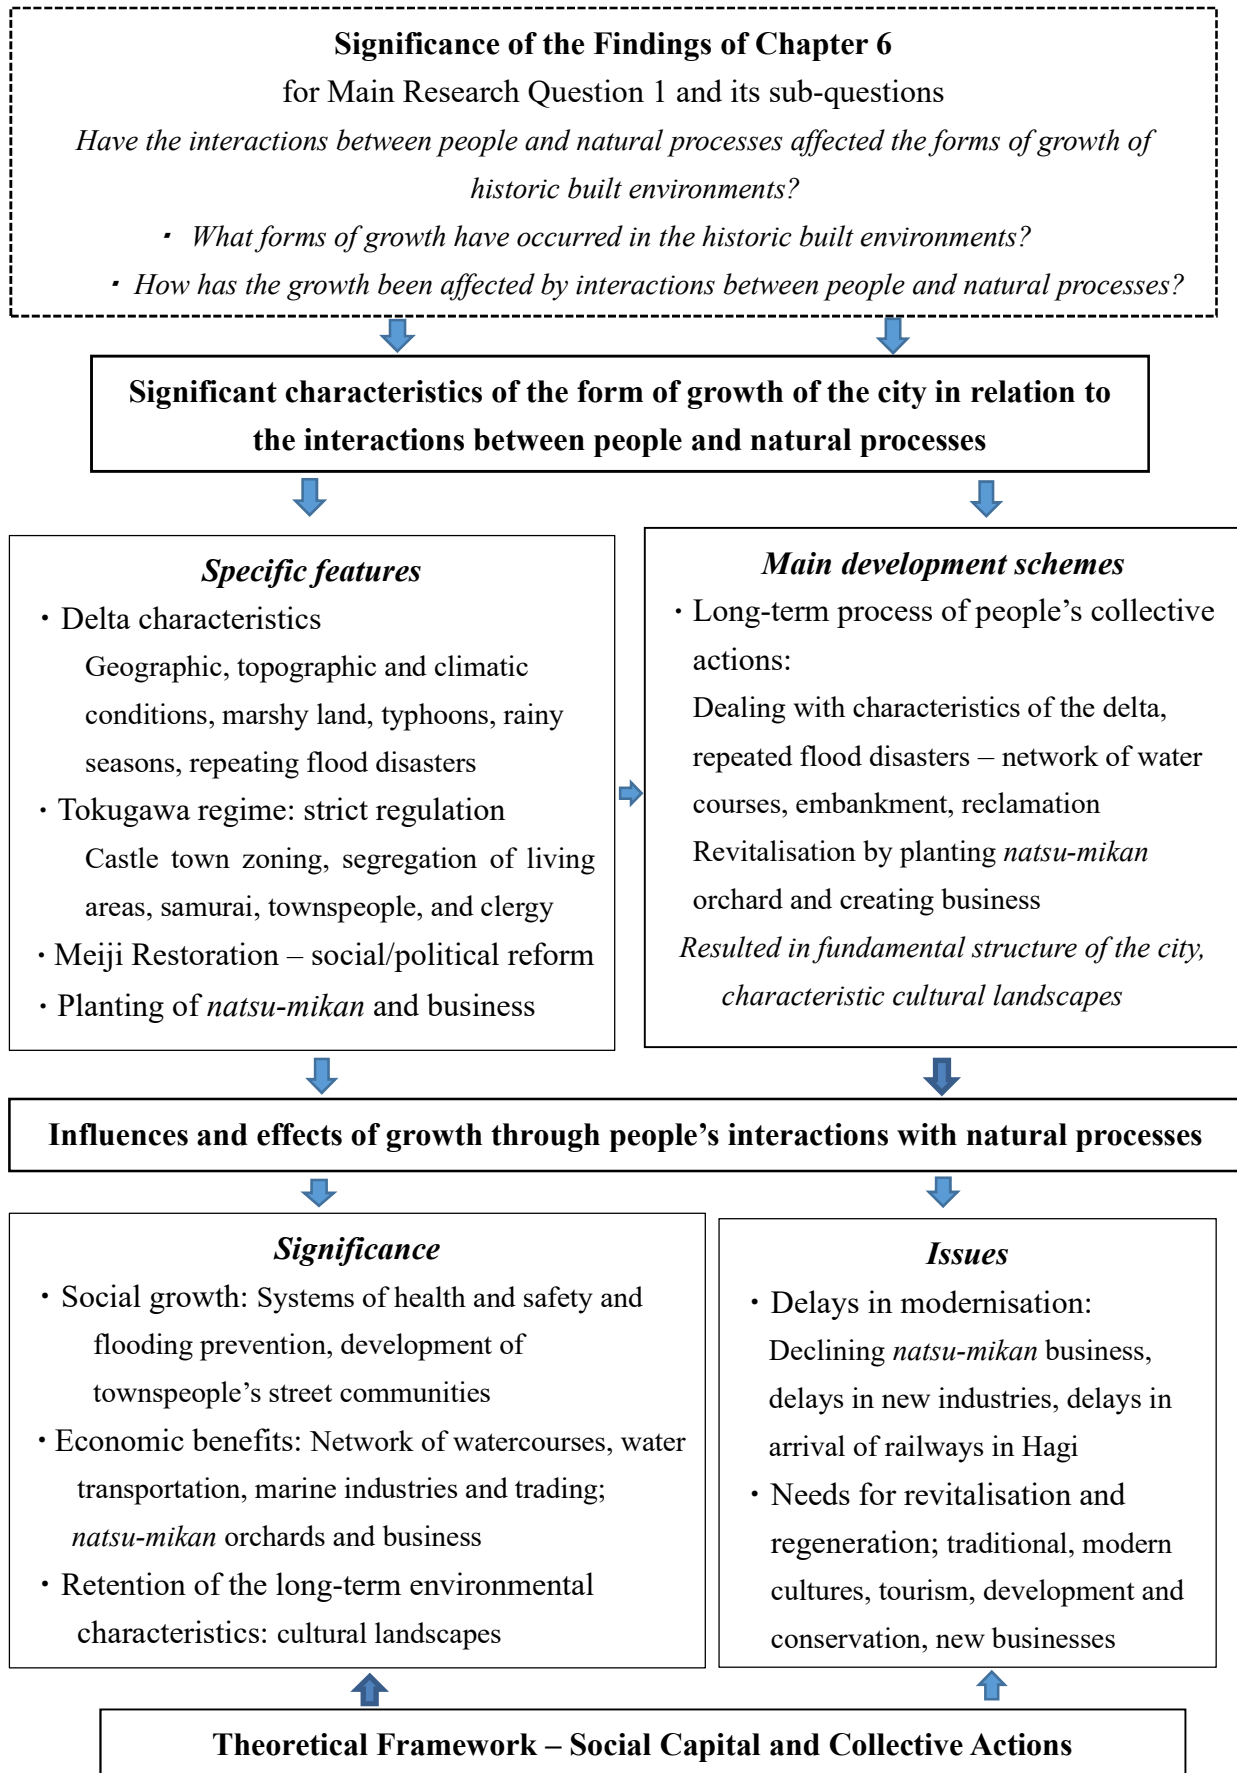 Significance of the Findings of Chapter 6
for Main Research Question 1 and its sub-questions
Have the interactions between people and natural processes affected the forms of growth of
historic built environments?
・ What forms of growth have occurred in the historic built environments?
・ How has the growth been affected by interactions between people and natural processes?
Significant characteristics of the form of growth of the city in relation to
the interactions between people and natural processes
Specific features
・Delta characteristics
Geographic, topographic and climatic
conditions, marshy land, typhoons, rainy
seasons, repeating flood disasters
・Tokugawa regime: strict regulation
Castle town zoning, segregation of living
areas, samurai, townspeople, and clergy
・Meiji Restoration – social/political reform
・Planting of natsu-mikan and business
Main development schemes
・Long-term process of people’s collective
actions:
Dealing with characteristics of the delta,
repeated flood disasters – network of water
courses, embankment, reclamation
Revitalisation by planting natsu-mikan
orchard and creating business
Resulted in fundamental structure of the city,
characteristic cultural landscapes
Influences and effects of growth through people’s interactions with natural processes
Significance
・Social growth: Systems of health and safety and
flooding prevention, development of
townspeople’s street communities
・Economic benefits: Network of watercourses, water
transportation, marine industries and trading;
natsu-mikan orchards and business
・Retention of the long-term environmental
characteristics: cultural landscapes
Issues
・Delays in modernisation:
Declining natsu-mikan business,
delays in new industries, delays in
arrival of railways in Hagi
・Needs for revitalisation and
regeneration; traditional, modern
cultures, tourism, development and
conservation, new businesses
Theoretical Framework – Social Capital and Collective Actions